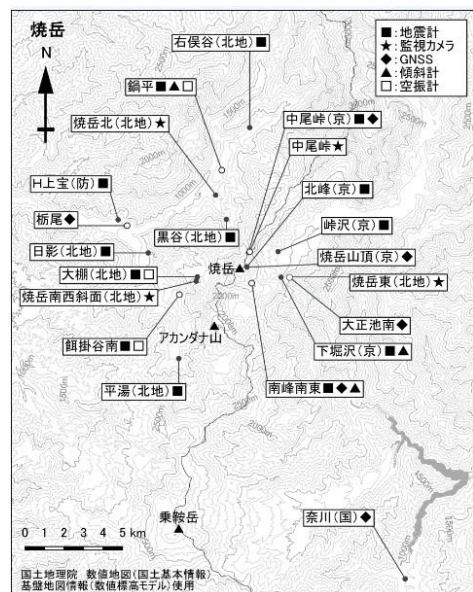 焼岳
N
■:地震計
★:監視カメラ
◆:GNSS
▲:傾斜計
□:空振計
右俣谷(北地)■
鍋平■▲□
中尾峠(京)■◆
焼岳北(北地)★
中尾峠★
北峰(京)■
H上宝(防)■
栃尾◆
黒谷(北地)■
峠沢(京)■
日影(北地)■
焼岳山頂(京)◆
焼岳▲
大棚(北地)■□
焼岳東(北地)★
焼岳南西斜面(北地)★
大正池南◆
アカンダナ山
餌掛谷南■□
下堀沢(京)■▲
平湯(北地)■
南峰南東■◆▲
乗鞍岳
奈川(国)◆
0 1 2 3 4 5 km
国土地理院 数値地図(国土基本情報)
基盤地図情報(数値標高モデル)使用